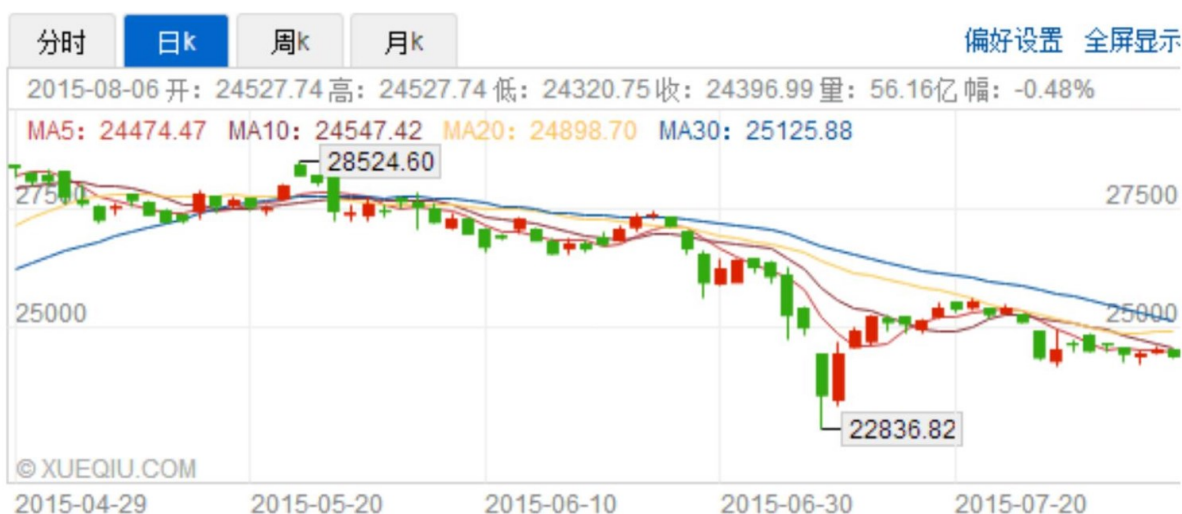 分时 日k 周k 月k 偏好设置 全屏显示
2015-08-06 开：24527.74 高：24527.74 低：24320.75 收：24396.99 量：56.16亿 幅：-0.48%
MA5：24474.47 MA10：24547.42 MA20：24898.70 MA30：25125.88
28524.60
27500 27500
25000 25000
22836.82
© XUEQIU.COM
2015-04-29 2015-05-20 2015-06-10 2015-06-30 2015-07-20